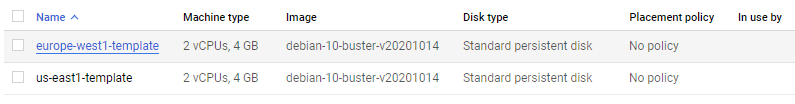 Name Machine type Image Disk type Placement policy In use by
europe-west1-template 2 vCPUs, 4 GB debian-10-buster-v20201014 Standard persistent disk No policy
us-east1-template 2 vCPUs, 4 GB debian-10-buster-v20201014 Standard persistent disk No policy